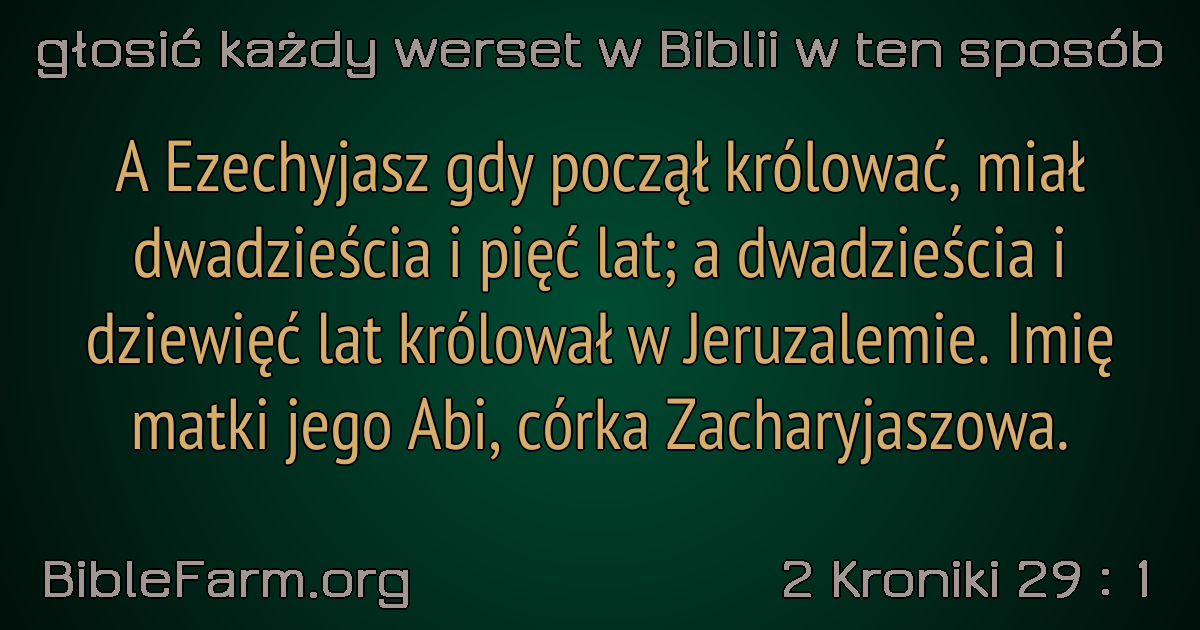 głosić każdy werset w Biblii w ten sposób
A Ezechyjasz gdy począł królować, miał
dwadzieścia i pięć lat; a dwadzieścia i
dziewięć lat królował w Jeruzalemie. Imię
matki jego Abi, córka Zacharyjaszowa.
BibleFarm.org
2 Kroniki 29 : 1